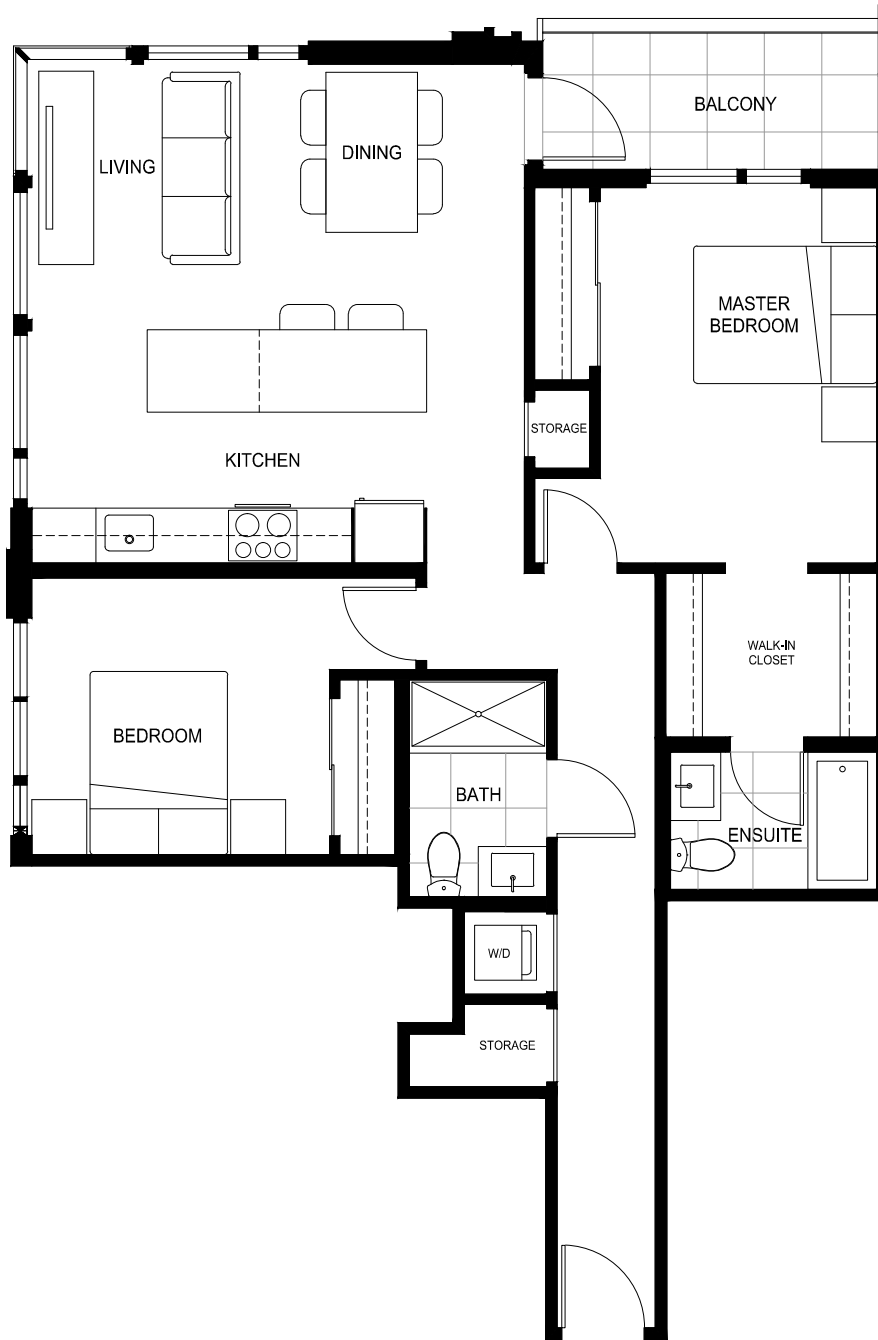 BALCONY
LIVING
DINING
MASTER
BEDROOM
STORAGE
KITCHEN
WALK-IN
CLOSET
BEDROOM
BATH
ENSUITE
W/D
STORAGE